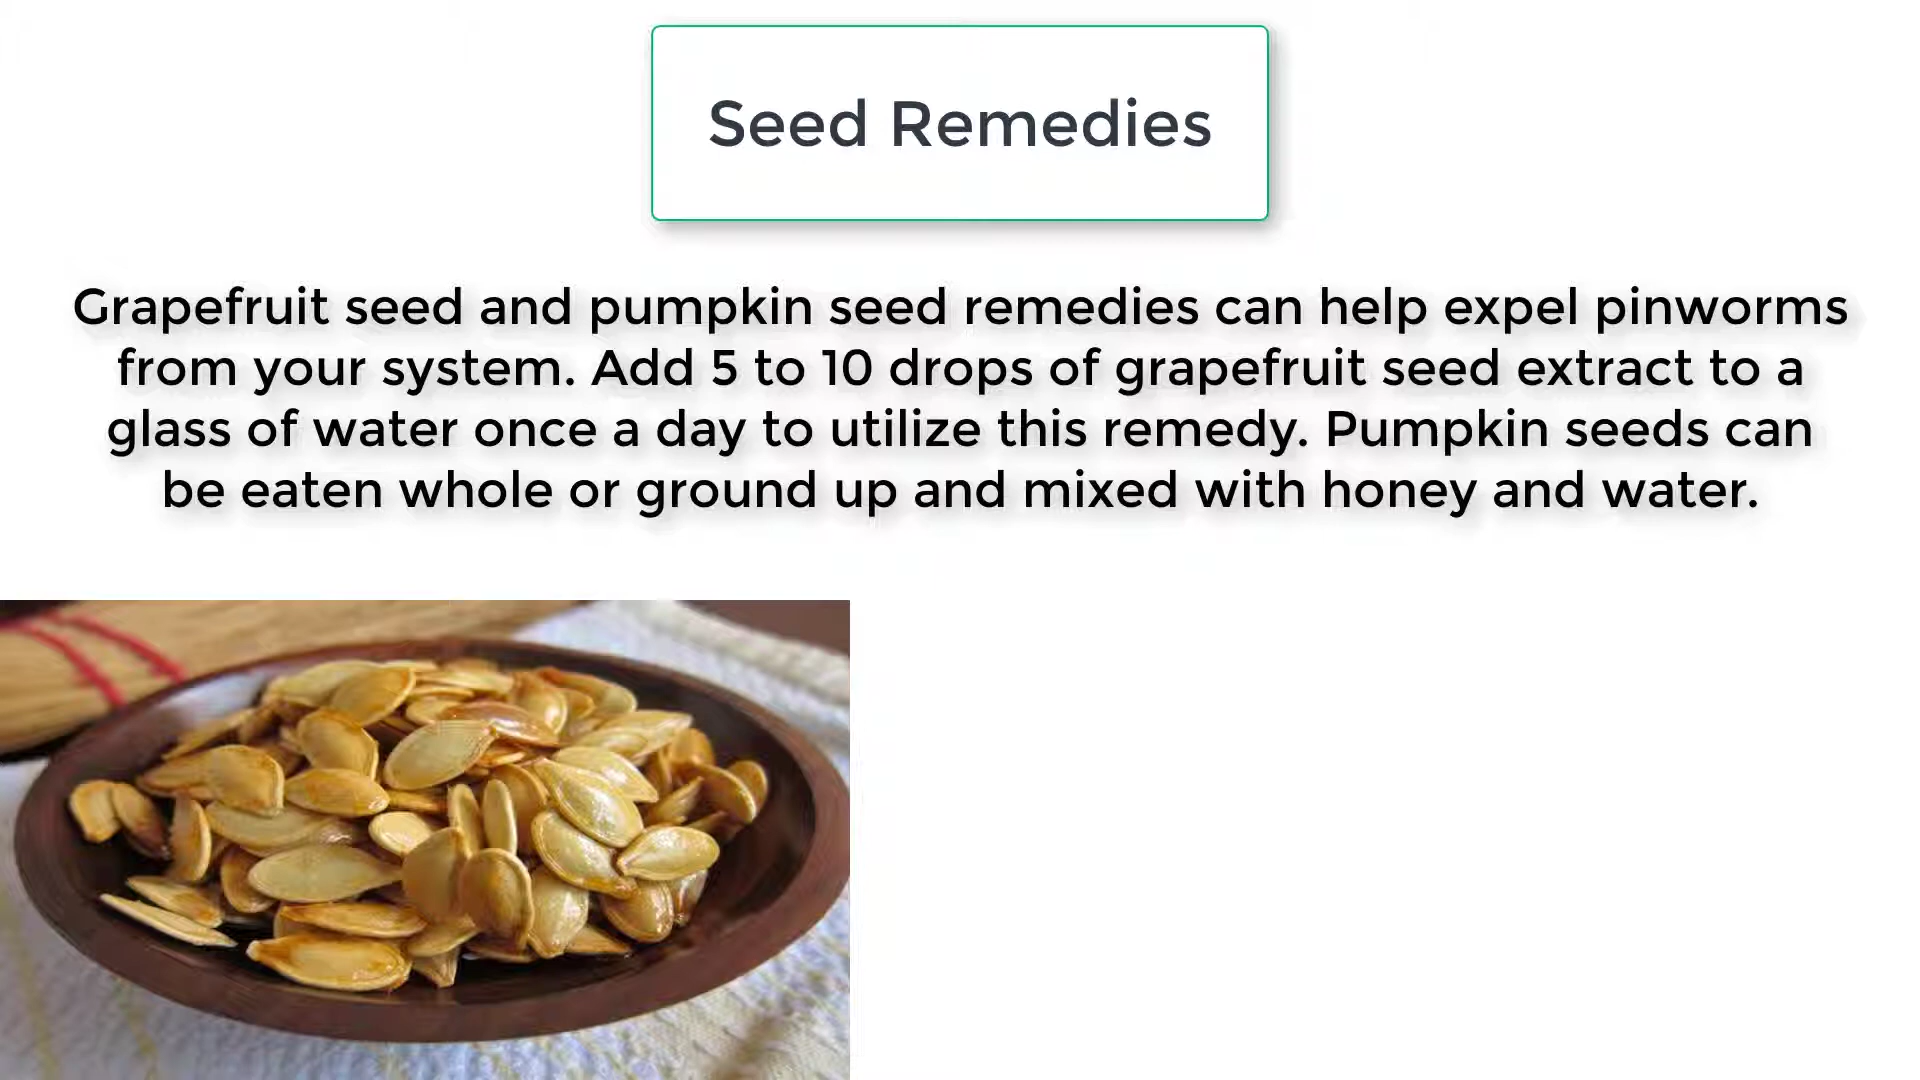 Seed Remedies
Grapefruit seed and pumpkin seed remedies can help expel pinworms
from your system. Add 5 to 10 drops of grapefruit seed extract to a
glass of water once a day to utilize this remedy. Pumpkin seeds can
be eaten whole or ground up and mixed with honey and water.